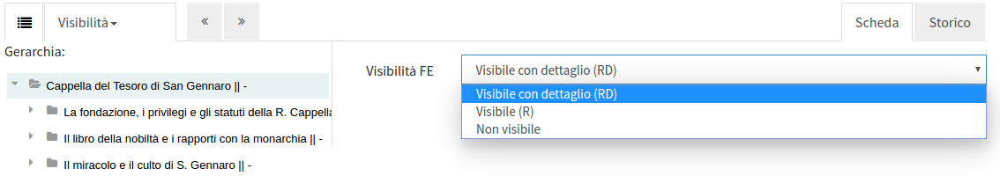 Visibilità
«
»
Scheda
Storico
Gerarchia:
Cappella del Tesoro di San Gennaro || -
La fondazione, i privilegi e gli statuti della R. Cappella
Il libro della nobiltà e i rapporti con la monarchia || -
Il miracolo e il culto di S. Gennaro || -
Visibilità FE
Visibile con dettaglio (RD)
Visibile con dettaglio (RD)
Visibile (R)
Non visibile